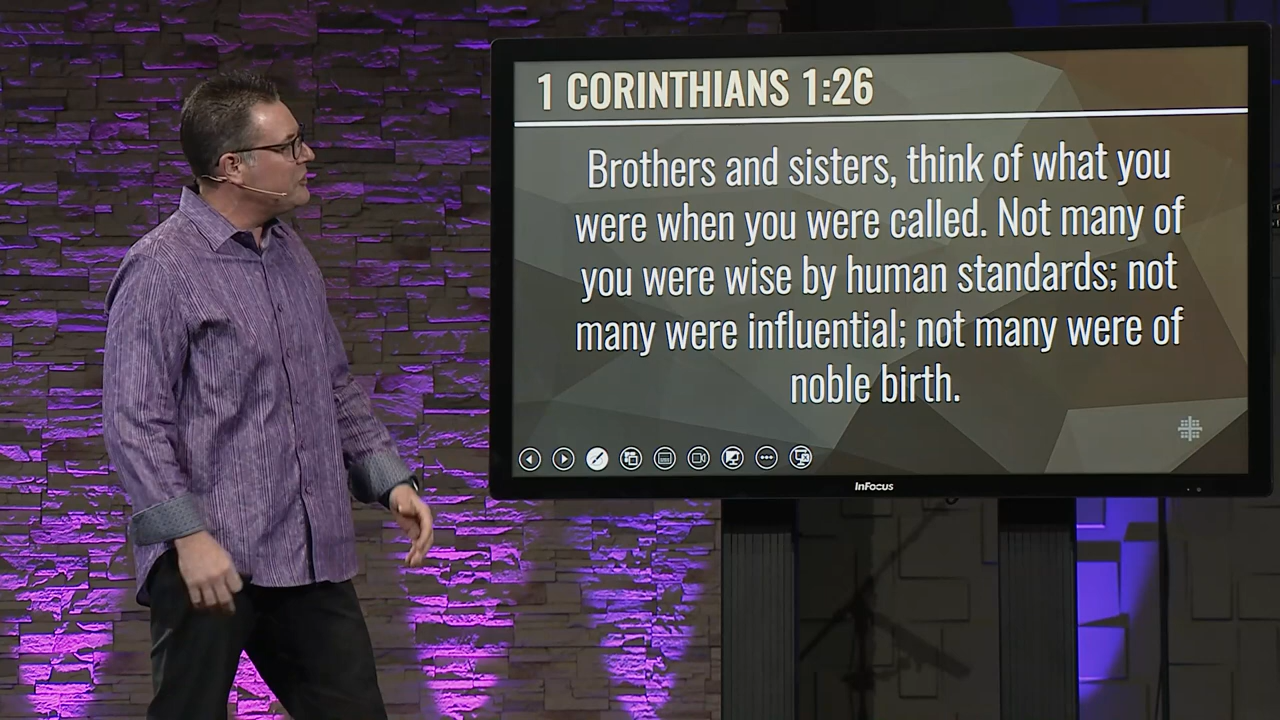 1 CORINTHIANS 1:26
Brothers and sisters, think of what you
were when you were called. Not many of
you were wise by human standards; not
many were influential; not many were of
noble birth.
InFocus